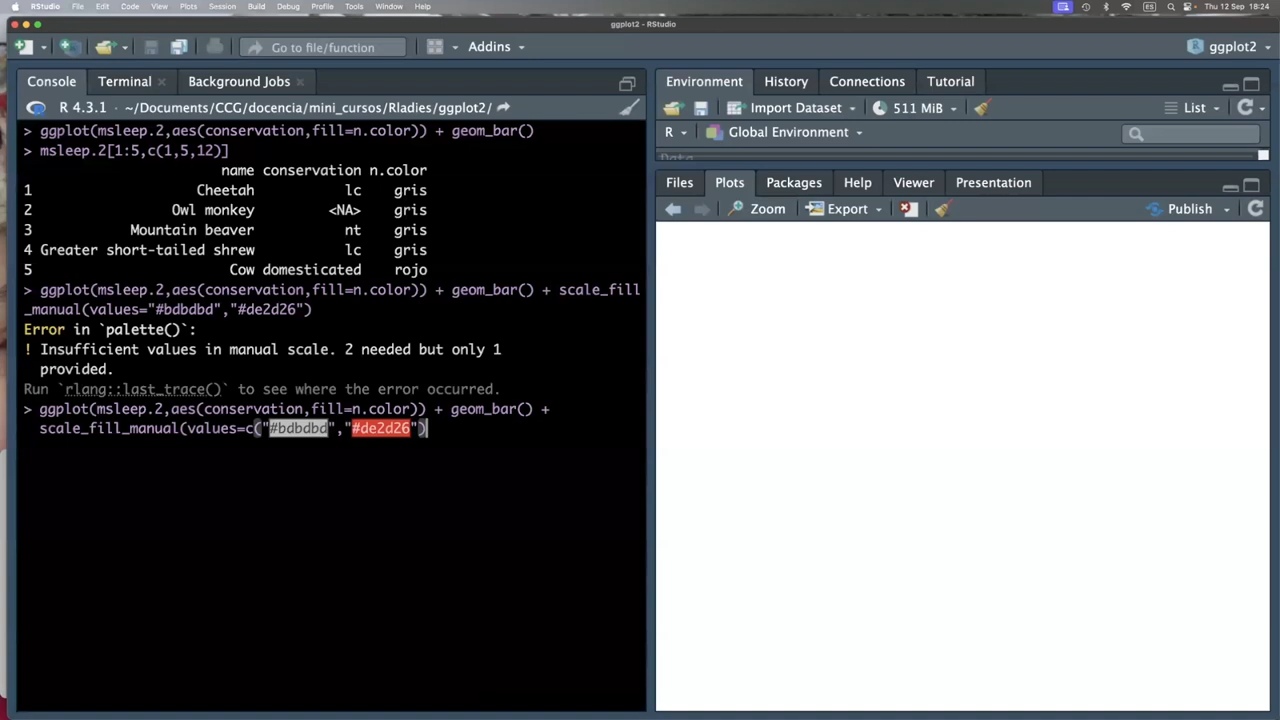 RStudio File Edit Code View Plots Session Build Debug Profile Tools Window Help ES Thu 12 Sep 18:24
ggplot2 - RStudio
Go to file/function Addins ggplot2
Console Terminal Background Jobs
R 4.3.1 · ~/Documents/CCG/docencia/mini_cursos/Rladies/ggplot2/
> ggplot(msleep.2,aes(conservation,fill=n.color)) + geom_bar()
> msleep.2[1:5,c(1,5,12)]
name conservation n.color
1 Cheetah lc gris
2 Owl monkey <NA> gris
3 Mountain beaver nt gris
4 Greater short-tailed shrew lc gris
5 Cow domesticated rojo
> ggplot(msleep.2,aes(conservation,fill=n.color)) + geom_bar() + scale_fill
_manual(values="#bdbdbd","#de2d26")
Error in `palette()`:
! Insufficient values in manual scale. 2 needed but only 1
provided.
Run `rlang::last_trace()` to see where the error occurred.
> ggplot(msleep.2,aes(conservation,fill=n.color)) + geom_bar() +
scale_fill_manual(values=c("#bdbdbd","#de2d26")
Environment History Connections Tutorial
Import Dataset 511 MiB List
R Global Environment
Data
Files Plots Packages Help Viewer Presentation
Zoom Export Publish